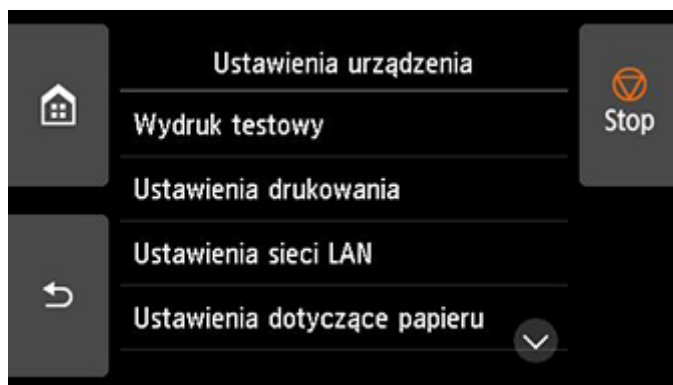 Ustawienia urządzenia
Wydruk testowy
Stop
Ustawienia drukowania
Ustawienia sieci LAN
Ustawienia dotyczące papieru